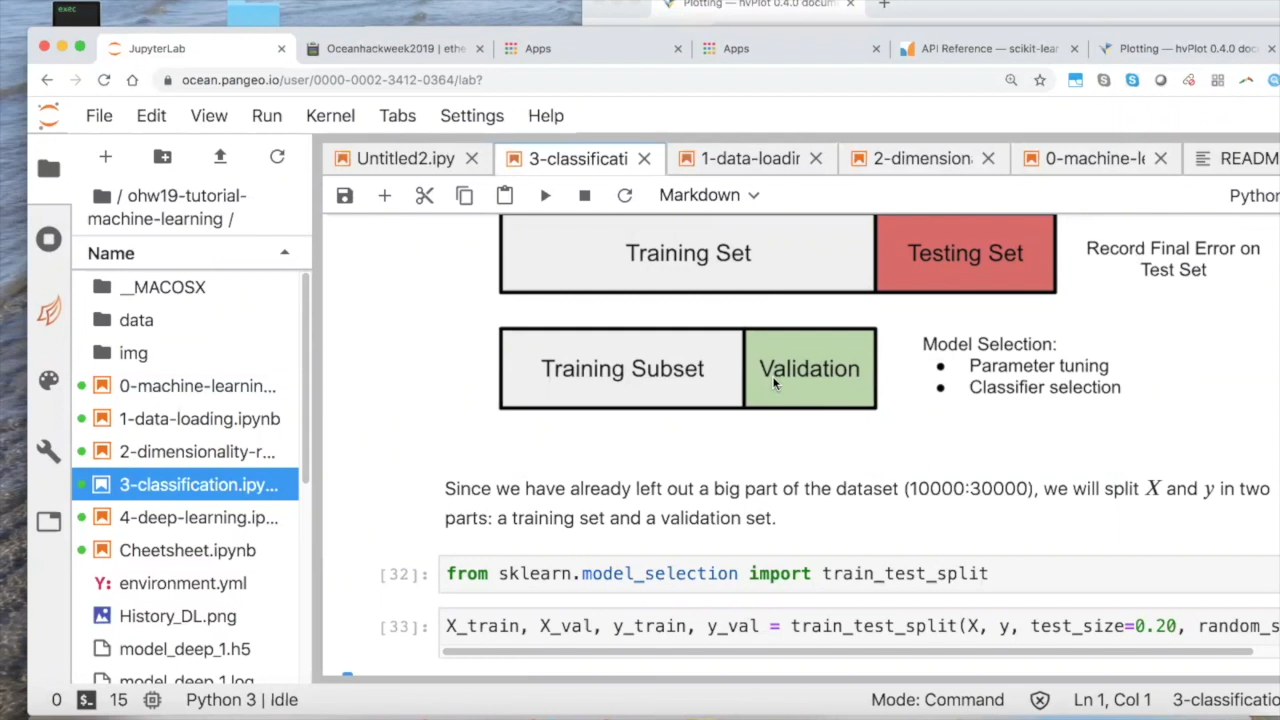 exec
Plotting — hvPlot 0.4.0 docum
JupyterLab
Oceanhackweek2019 | ethe
Apps
Apps
API Reference — scikit-lear
Plotting — hvPlot 0.4.0 doc
ocean.pangeo.io/user/0000-0002-3412-0364/lab?
File Edit View Run Kernel Tabs Settings Help
Untitled2.ipy
3-classificati
1-data-loadir
2-dimension
0-machine-le
README
Markdown
Python
/ ohw19-tutorial-
machine-learning /
Name
__MACOSX
data
img
0-machine-learnin...
1-data-loading.ipynb
2-dimensionality-r...
3-classification.ipy...
4-deep-learning.ip...
Cheetsheet.ipynb
Y: environment.yml
History_DL.png
model_deep_1.h5
model_deep_1.log
Training Set
Testing Set
Record Final Error on
Test Set
Training Subset
Validation
Model Selection:
● Parameter tuning
● Classifier selection
Since we have already left out a big part of the dataset (10000:30000), we will split X and y in two
parts: a training set and a validation set.
[32]: from sklearn.model_selection import train_test_split
[33]: X_train, X_val, y_train, y_val = train_test_split(X, y, test_size=0.20, random_s
0 $_ 15 Python 3 | Idle
Mode: Command
Ln 1, Col 1
3-classificatio